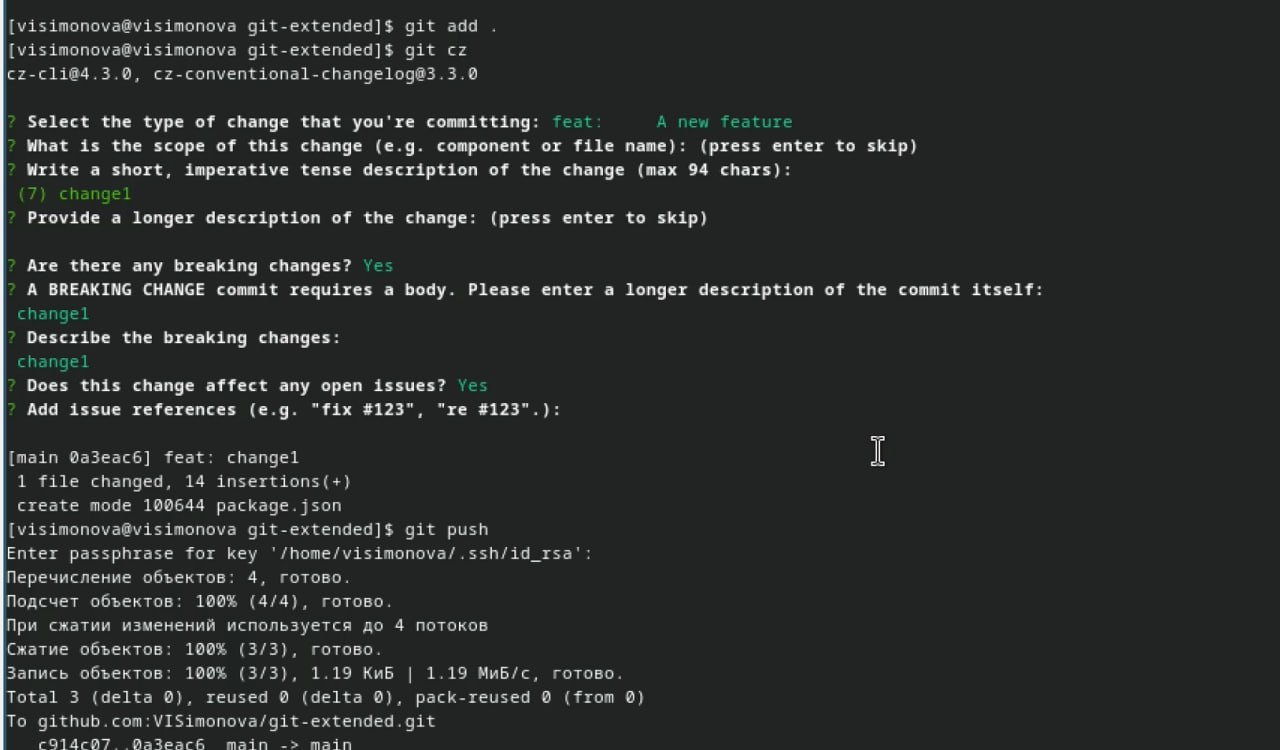 [visimonova@visimonova git-extended]$ git add .
[visimonova@visimonova git-extended]$ git cz
cz-cli@4.3.0, cz-conventional-changelog@3.3.0
? Select the type of change that you're committing: feat:     A new feature
? What is the scope of this change (e.g. component or file name): (press enter to skip)
? Write a short, imperative tense description of the change (max 94 chars):
 (7) change1
? Provide a longer description of the change: (press enter to skip)
? Are there any breaking changes? Yes
? A BREAKING CHANGE commit requires a body. Please enter a longer description of the commit itself:
 change1
? Describe the breaking changes:
 change1
? Does this change affect any open issues? Yes
? Add issue references (e.g. "fix #123", "re #123".):
[main 0a3eac6] feat: change1
 1 file changed, 14 insertions(+)
 create mode 100644 package.json
[visimonova@visimonova git-extended]$ git push
Enter passphrase for key '/home/visimonova/.ssh/id_rsa':
Перечисление объектов: 4, готово.
Подсчет объектов: 100% (4/4), готово.
При сжатии изменений используется до 4 потоков
Сжатие объектов: 100% (3/3), готово.
Запись объектов: 100% (3/3), 1.19 КиБ | 1.19 МиБ/с, готово.
Total 3 (delta 0), reused 0 (delta 0), pack-reused 0 (from 0)
To github.com:VISimonova/git-extended.git
   c914c07..0a3eac6  main -> main